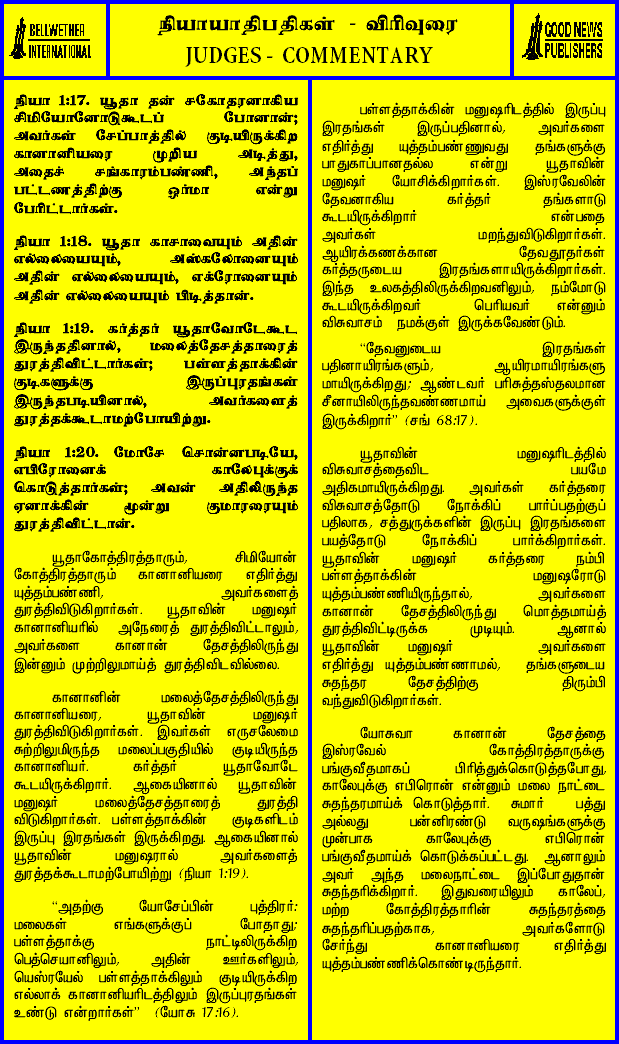 BELLWETHER
INTERNATIONAL
நியாயாதிபதிகள் - விரிவுரை
JUDGES - COMMENTARY
GOOD NEWS
PUBLISHERS
நியா 1:17. யூதா தன் சகோதரனாகிய
சிமியோனோடுகூடப் போனான்;
அவர்கள் சேப்பாத்தில் குடியிருக்கிற
கானானியரை முறிய அடித்து,
அதைச் சங்காரம்பண்ணி, அந்தப்
பட்டணத்திற்கு ஓர்மா என்று
பேரிட்டார்கள்.
நியா 1:18. யூதா காசாவையும் அதின்
எல்லையையும், அஸ்கலோனையும்
அதின் எல்லையையும், எக்ரோனையும்
அதின் எல்லையையும் பிடித்தான்.
நியா 1:19. கர்த்தர் யூதாவோடேகூட
இருந்ததினால், மலைத்தேசத்தாரைத்
துரத்திவிட்டார்கள்; பள்ளத்தாக்கின்
குடிகளுக்கு இருப்புரதங்கள்
இருந்தபடியினால், அவர்களைத்
துரத்தக்கூடாமற்போயிற்று.
நியா 1:20. மோசே சொன்னபடியே,
எபிரோனைக் காலேபுக்குக்
கொடுத்தார்கள்; அவன் அதிலிருந்த
ஏனாக்கின் மூன்று குமாரரையும்
துரத்திவிட்டான்.
யூதாகோத்திரத்தாரும், சிமியோன்
கோத்திரத்தாரும் கானானியரை எதிர்த்து
யுத்தம்பண்ணி, அவர்களைத்
துரத்திவிடுகிறார்கள். யூதாவின் மனுஷர்
கானானியரில் அநேரைத் துரத்திவிட்டாலும்,
அவர்களை கானான் தேசத்திலிருந்து
இன்னும் முற்றிலுமாய்த் துரத்திவிடவில்லை.
கானானின் மலைத்தேசத்திலிருந்து
கானானியரை, யூதாவின் மனுஷர்
துரத்திவிடுகிறார்கள். இவர்கள் எருசலேமை
சுற்றிலுமிருந்த மலைப்பகுதியில் குடியிருந்த
கானானியர். கர்த்தர் யூதாவோடே
கூடயிருக்கிறார். ஆகையினால் யூதாவின்
மனுஷர் மலைத்தேசத்தாரைத் துரத்தி
விடுகிறார்கள். பள்ளத்தாக்கின் குடிகளிடம்
இருப்பு இரதங்கள் இருக்கிறது. ஆகையினால்
யூதாவின் மனுஷரால் அவர்களைத்
துரத்தக்கூடாமற்போயிற்று (நியா 1:19).
“அதற்கு யோசேப்பின் புத்திரர்:
மலைகள் எங்களுக்குப் போதாது;
பள்ளத்தாக்கு நாட்டிலிருக்கிற
பெத்செயானிலும், அதின் ஊர்களிலும்,
யெஸ்ரயேல் பள்ளத்தாக்கிலும் குடியிருக்கிற
எல்லாக் கானானியரிடத்திலும் இருப்புரதங்கள்
உண்டு என்றார்கள்” (யோசு 17:16).
பள்ளத்தாக்கின் மனுஷரிடத்தில் இருப்பு
இரதங்கள் இருப்பதினால், அவர்களை
எதிர்த்து யுத்தம்பண்ணுவது தங்களுக்கு
பாதுகாப்பானதல்ல என்று யூதாவின்
மனுஷர் யோசிக்கிறார்கள். இஸ்ரவேலின்
தேவனாகிய கர்த்தர் தங்களோடு
கூடயிருக்கிறார் என்பதை
அவர்கள் மறந்துவிடுகிறார்கள்.
ஆயிரக்கணக்கான தேவதூதர்கள்
கர்த்தருடைய இரதங்களாயிருக்கிறார்கள்.
இந்த உலகத்திலிருக்கிறவனிலும், நம்மோடு
கூடயிருக்கிறவர் பெரியவர் என்னும்
விசுவாசம் நமக்குள் இருக்கவேண்டும்.
“தேவனுடைய இரதங்கள்
பதினாயிரங்களும், ஆயிரமாயிரங்களு
மாயிருக்கிறது; ஆண்டவர் பரிசுத்தஸ்தலமான
சீனாயிலிருந்தவண்ணமாய் அவைகளுக்குள்
இருக்கிறார்” (சங் 68:17).
யூதாவின் மனுஷரிடத்தில்
விசுவாசத்தைவிட பயமே
அதிகமாயிருக்கிறது. அவர்கள் கர்த்தரை
விசுவாசத்தோடு நோக்கிப் பார்ப்பதற்குப்
பதிலாக, சத்துருக்களின் இருப்பு இரதங்களை
பயத்தோடு நோக்கிப் பார்க்கிறார்கள்.
யூதாவின் மனுஷர் கர்த்தரை நம்பி
பள்ளத்தாக்கின் மனுஷரோடு
யுத்தம்பண்ணியிருந்தால், அவர்களை
கானான் தேசத்திலிருந்து மொத்தமாய்த்
துரத்திவிட்டிருக்க முடியும். ஆனால்
யூதாவின் மனுஷர் அவர்களை
எதிர்த்து யுத்தம்பண்ணாமல், தங்களுடைய
சுதந்தர தேசத்திற்கு திரும்பி
வந்துவிடுகிறார்கள்.
யோசுவா கானான் தேசத்தை
இஸ்ரவேல் கோத்திரத்தாருக்கு
பங்குவீதமாகப் பிரித்துக்கொடுத்தபோது,
காலேபுக்கு எபிரொன் என்னும் மலை நாட்டை
சுதந்தரமாய்க் கொடுத்தார். சுமார் பத்து
அல்லது பன்னிரண்டு வருஷங்களுக்கு
முன்பாக காலேபுக்கு எபிரொன்
பங்குவீதமாய்க் கொடுக்கப்பட்டது. ஆனாலும்
அவர் அந்த மலைநாட்டை இப்போதுதான்
சுதந்தரிக்கிறார். இதுவரையிலும் காலேப்,
மற்ற கோத்திரத்தாரின் சுதந்தரத்தை
சுதந்தரிப்பதற்காக, அவர்களோடு
சேர்ந்து கானானியரை எதிர்த்து
யுத்தம்பண்ணிக்கொண்டிருந்தார்.